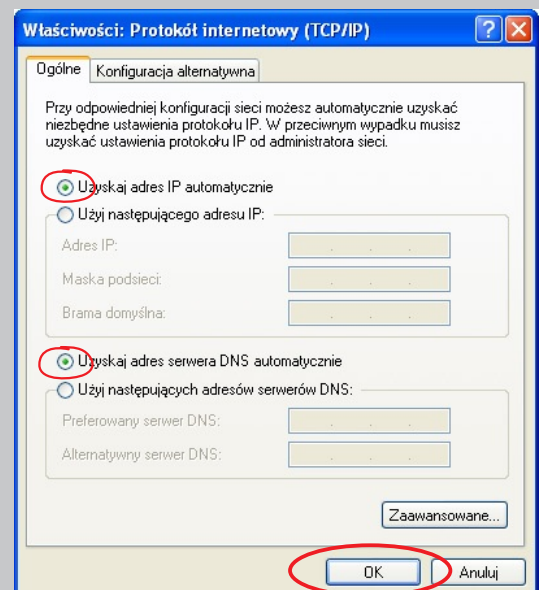 Właściwości: Protokół internetowy (TCP/IP)
Ogólne
Konfiguracja alternatywna
Przy odpowiedniej konfiguracji sieci możesz automatycznie uzyskać
niezbędne ustawienia protokołu IP. W przeciwnym wypadku musisz
uzyskać ustawienia protokołu IP od administratora sieci.
Uzyskaj adres IP automatycznie
Użyj następującego adresu IP:
Adres IP:
Maska podsieci:
Brama domyślna:
Uzyskaj adres serwera DNS automatycznie
Użyj następujących adresów serwerów DNS:
Preferowany serwer DNS:
Alternatywny serwer DNS:
Zaawansowane...
OK
Anuluj